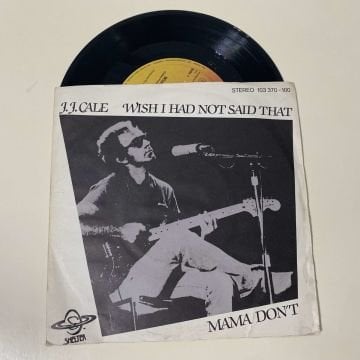 STEREO 103 370-100
J.J. CALE WISH I HAD NOT SAID THAT
MAMA DON'T
SHELTER